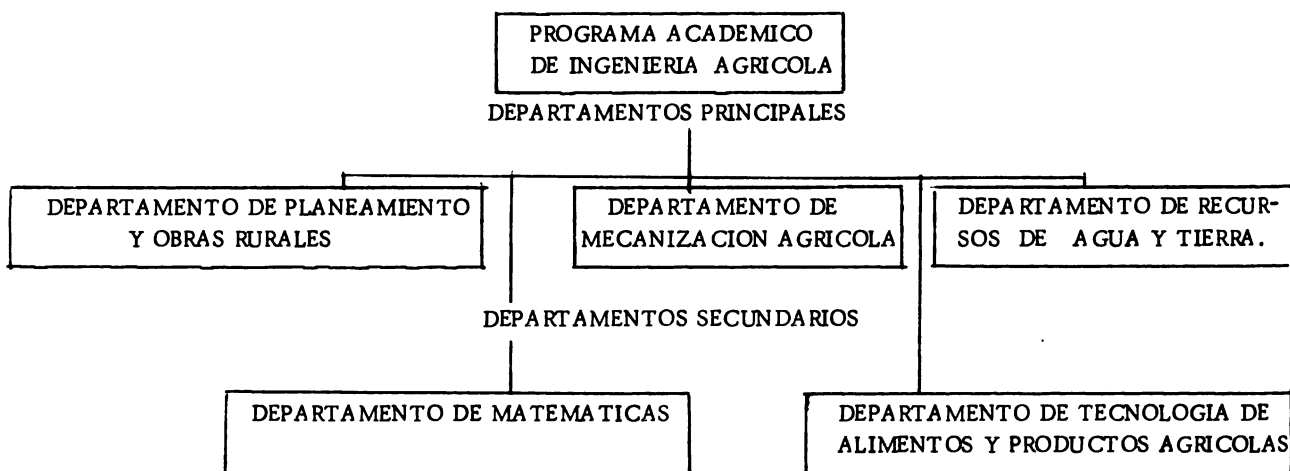 PROGRAMA ACADEMICO
DE INGENIERIA AGRICOLA
DEPARTAMENTOS PRINCIPALES
DEPARTAMENTO DE PLANEAMIENTO
Y OBRAS RURALES
DEPARTAMENTO DE
MECANIZACION AGRICOLA
DEPARTAMENTO DE RECUR-
SOS DE AGUA Y TIERRA.
DEPARTAMENTOS SECUNDARIOS
DEPARTAMENTO DE MATEMATICAS
DEPARTAMENTO DE TECNOLOGIA DE
ALIMENTOS Y PRODUCTOS AGRICOLAS